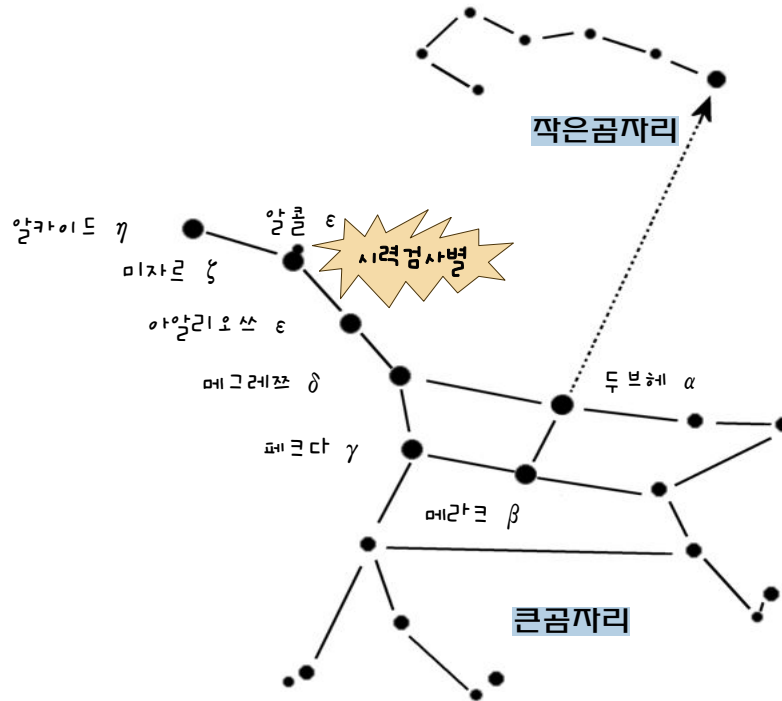 작은곰자리
알카이드 η
알콜 ε
시력검사별
미자르 ζ
아알리오쓰 ε
메그레쯔 δ
두브헤 α
페크다 γ
메라크 β
큰곰자리